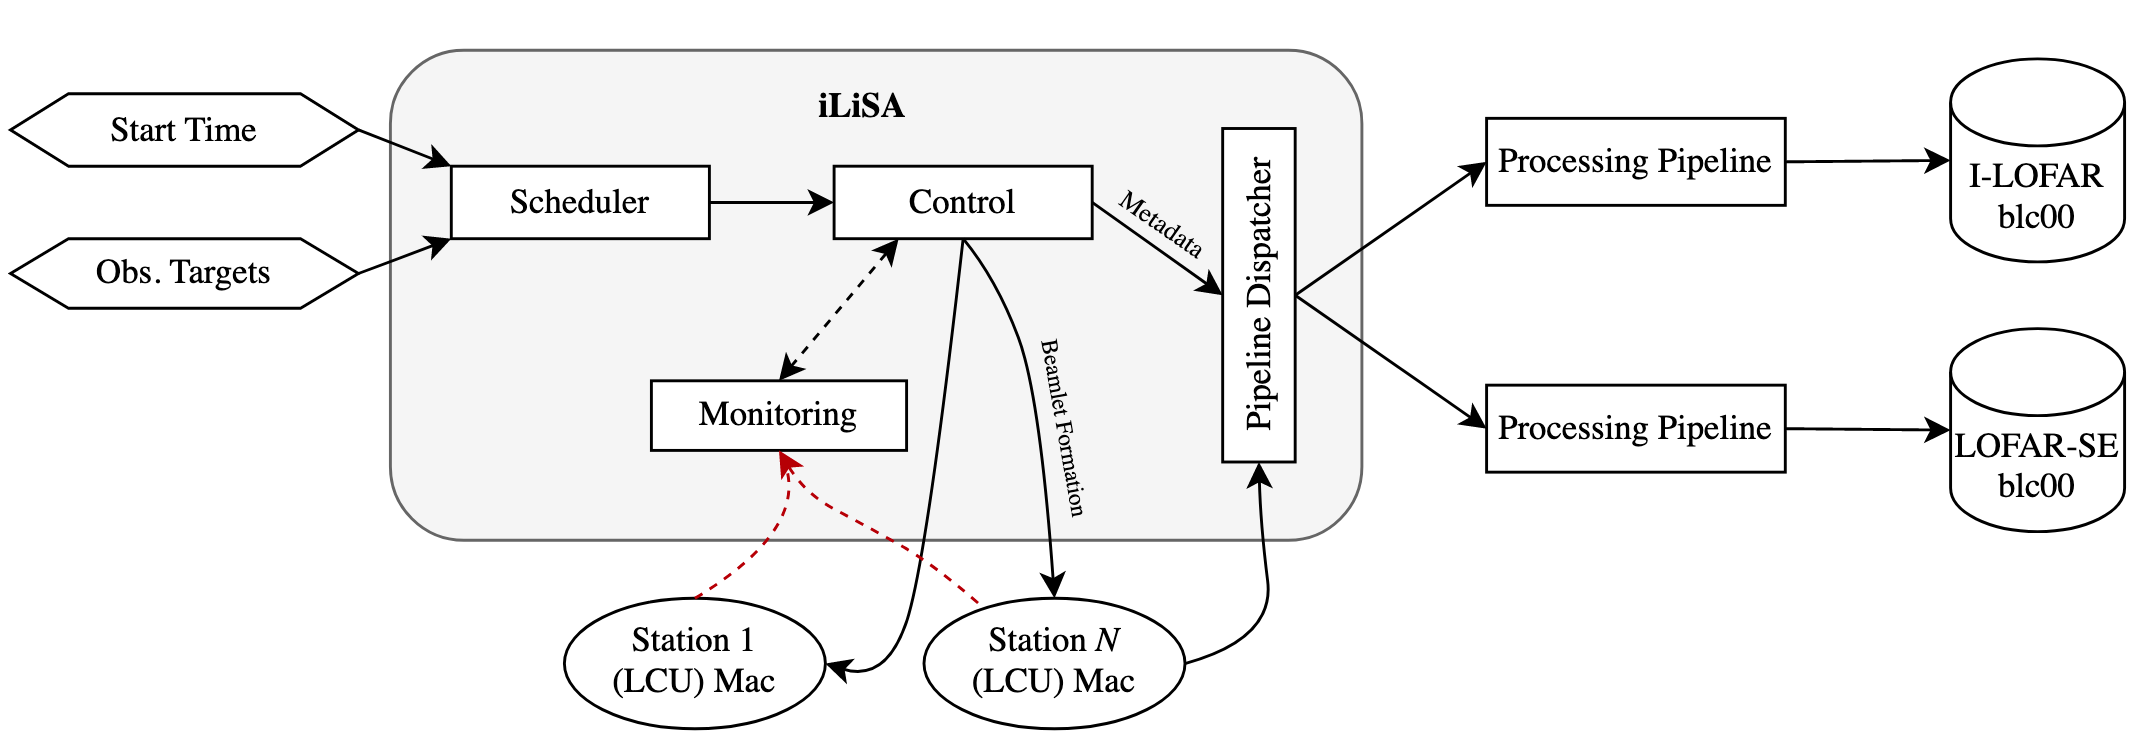 iLiSA
Start Time
Obs. Targets
Scheduler
Control
Metadata
Pipeline Dispatcher
Processing Pipeline
I-LOFAR
blc00
Monitoring
Beamlet Formation
Processing Pipeline
LOFAR-SE
blc00
Station 1
(LCU) Mac
Station N
(LCU) Mac